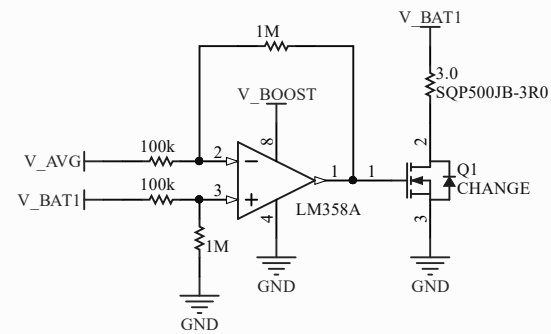 1M
V_BAT1
3.0
SQP500JB-3R0
V_BOOST
100k
V_AVG
2
8
2
1
1
Q1
CHANGE
100k
V_BAT1
3
LM358A
4
3
1M
GND
GND
GND